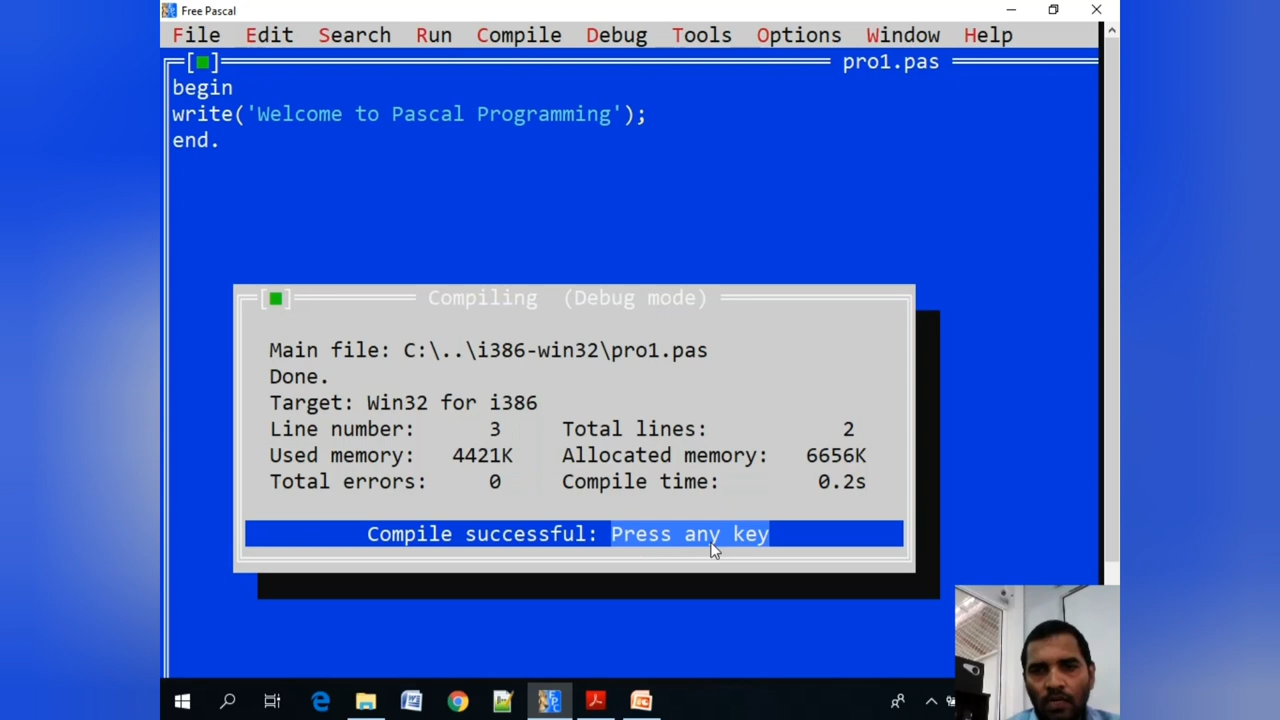 Free Pascal
File Edit Search Run Compile Debug Tools Options Window Help
pro1.pas
begin
write('Welcome to Pascal Programming');
end.
Compiling (Debug mode)
Main file: C:\..\i386-win32\pro1.pas
Done.
Target: Win32 for i386
Line number: 3 Total lines: 2
Used memory: 4421K Allocated memory: 6656K
Total errors: 0 Compile time: 0.2s
Compile successful: Press any key